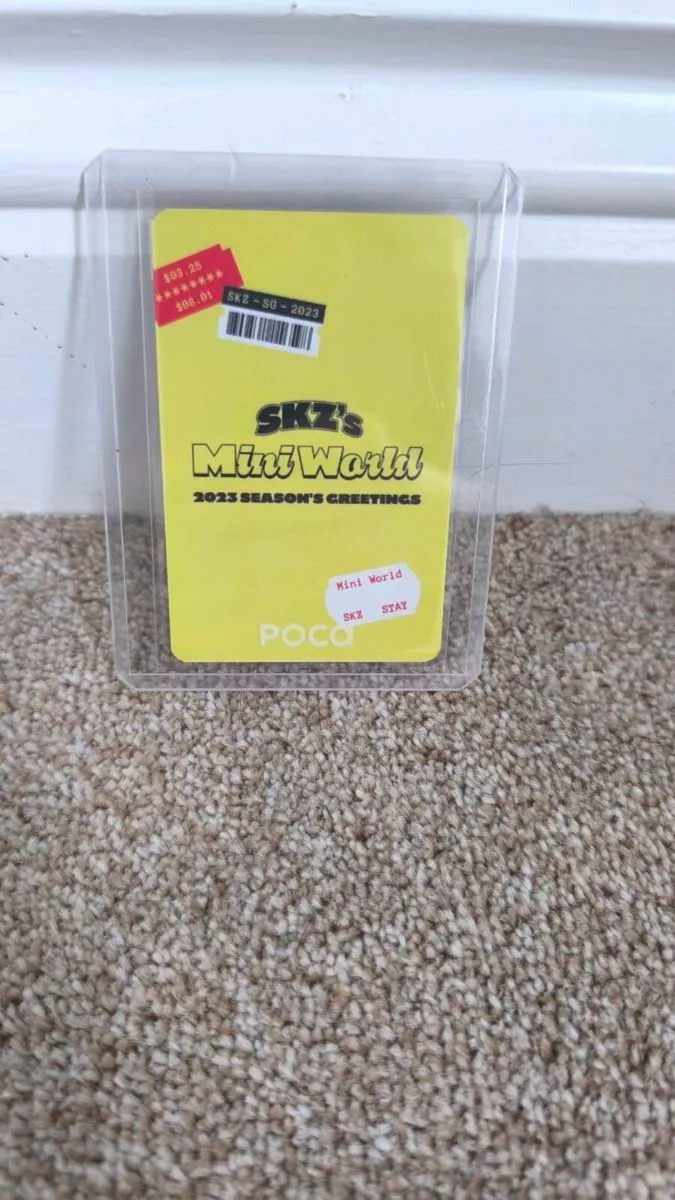 $03.25
********
$08.01
SKZ - SG - 2023
SKZ's
Mini World
2023 SEASON'S GREETINGS
Mini World
SKZ STAY
POCA